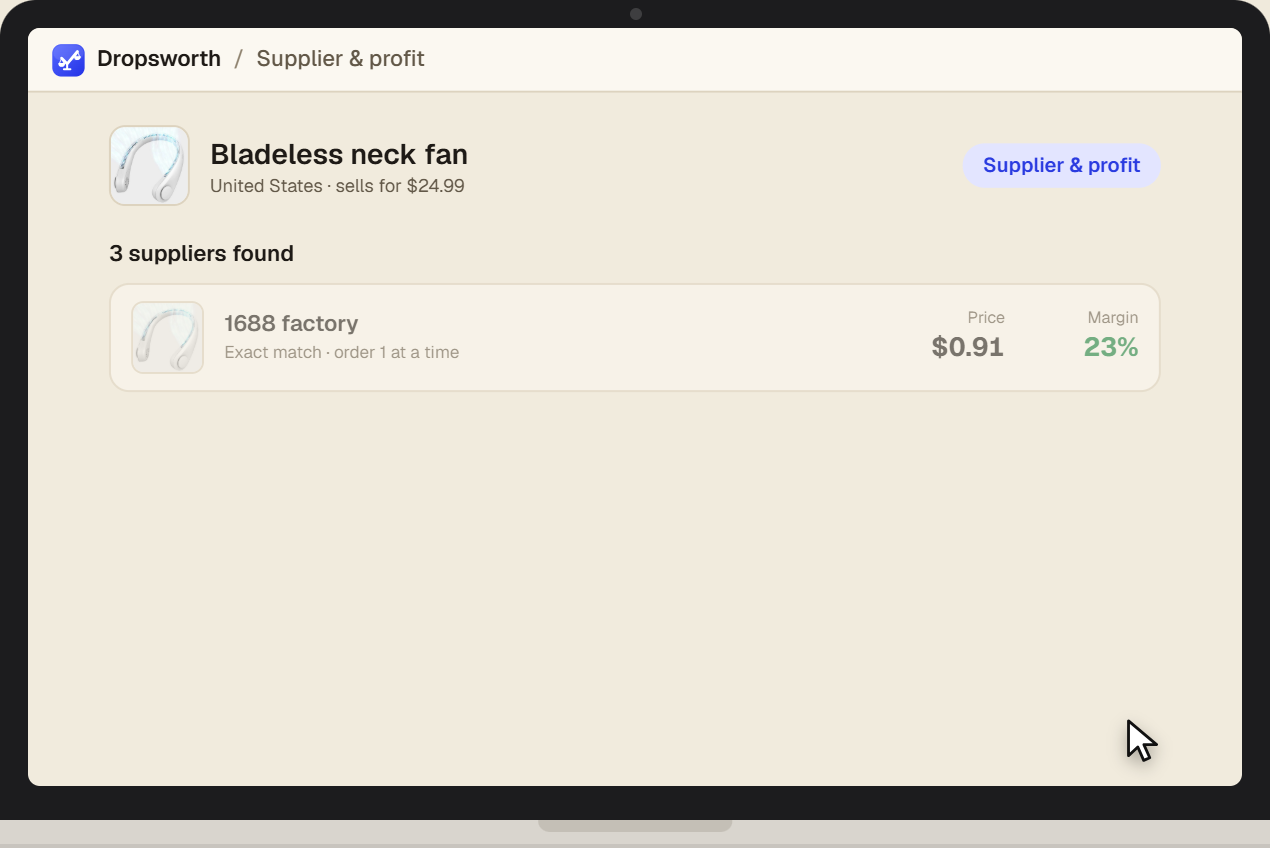 Dropsworth / Supplier & profit
Bladeless neck fan
United States · sells for $24.99
Supplier & profit
3 suppliers found
1688 factory
Exact match · order 1 at a time
Price
$0.91
Margin
23%